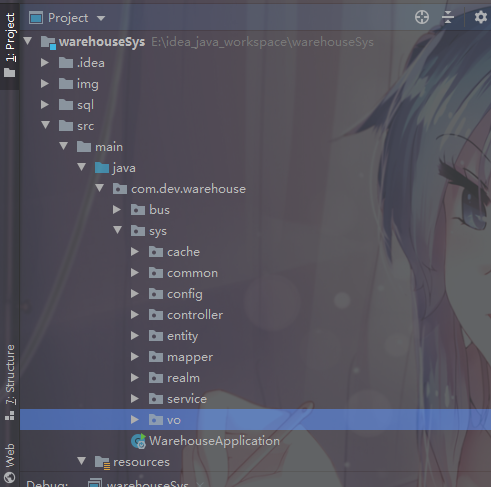 Project
1: Project
warehouseSys E:\idea_java_workspace\warehouseSys
.idea
img
sql
src
main
java
com.dev.warehouse
bus
sys
cache
common
config
controller
entity
mapper
realm
service
vo
WarehouseApplication
resources
7: Structure
Web
Debug: warehouseSys